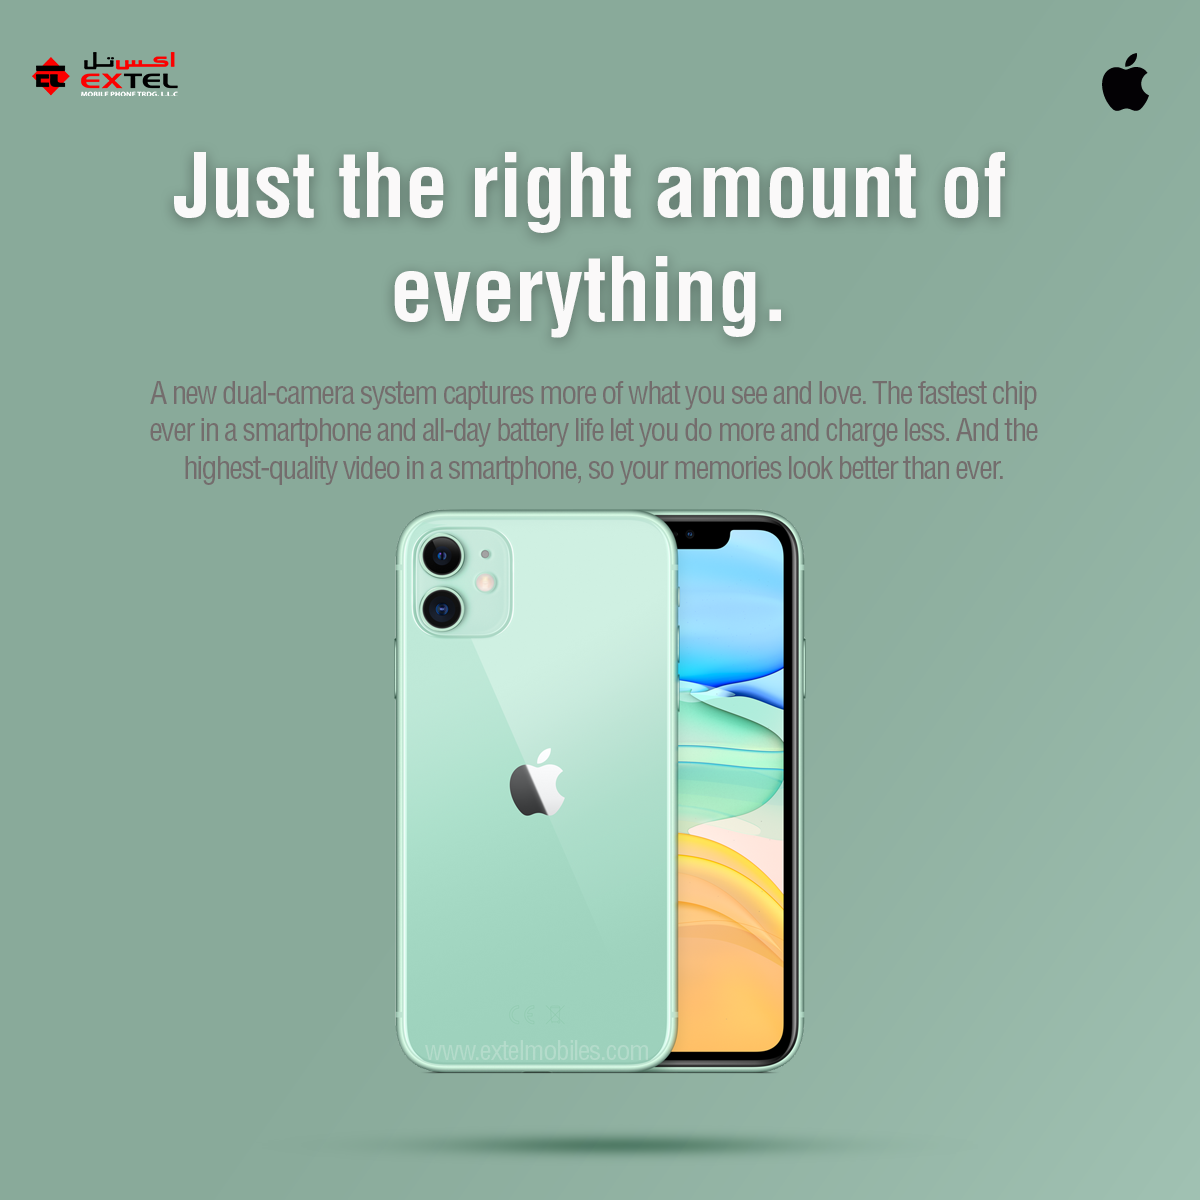 اكس تل
EXTEL
MOBILE PHONE TRDG. L.L.C
Just the right amount of
everything.
A new dual-camera system captures more of what you see and love. The fastest chip
ever in a smartphone and all-day battery life let you do more and charge less. And the
highest-quality video in a smartphone, so your memories look better than ever.
www.extelmobiles.com